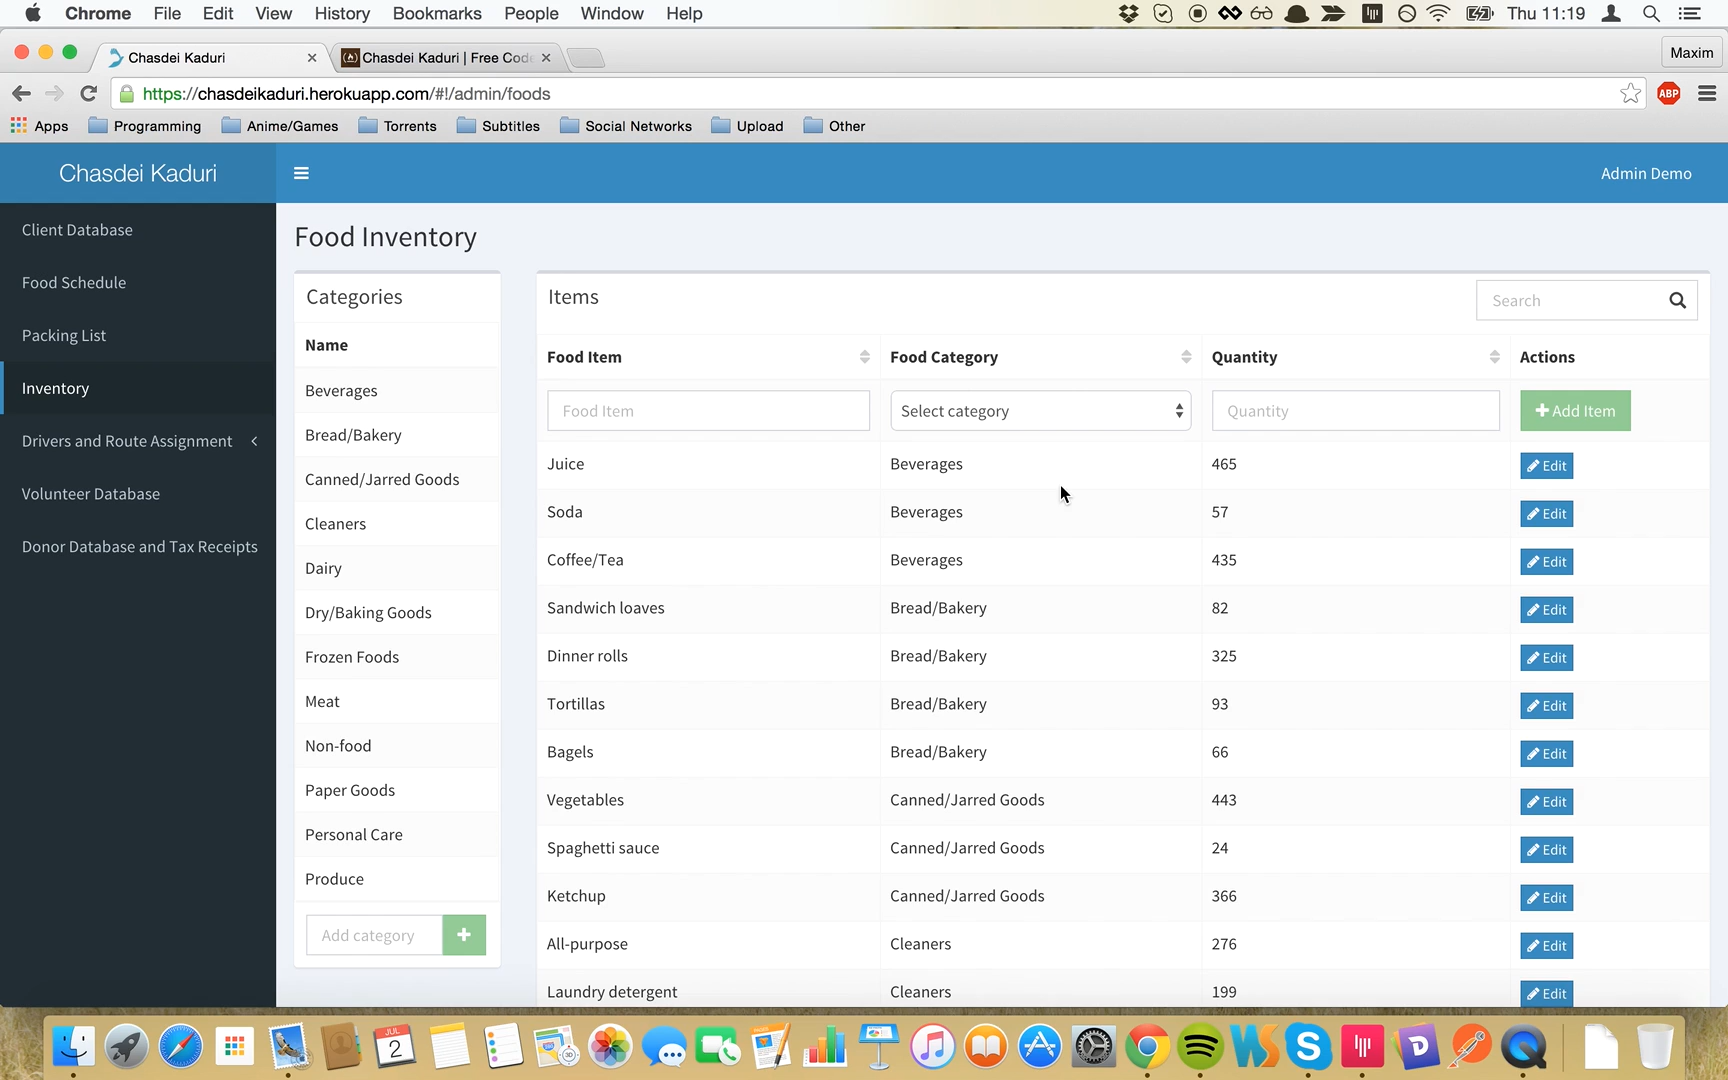 Chrome File Edit View History Bookmarks People Window Help Thu 11:19
Chasdei Kaduri
Chasdei Kaduri | Free Cod
Maxim
https://chasdeikaduri.herokuapp.com/#!/admin/foods
ABP
Apps Programming Anime/Games Torrents Subtitles Social Networks Upload Other
Chasdei Kaduri
Admin Demo
Client Database
Food Schedule
Packing List
Inventory
Drivers and Route Assignment
Volunteer Database
Donor Database and Tax Receipts
Food Inventory
Categories
Name
Beverages
Bread/Bakery
Canned/Jarred Goods
Cleaners
Dairy
Dry/Baking Goods
Frozen Foods
Meat
Non-food
Paper Goods
Personal Care
Produce
Add category
+
Items
Search
Food Item Food Category Quantity Actions
Food Item Select category Quantity + Add Item
Juice Beverages 465 Edit
Soda Beverages 57 Edit
Coffee/Tea Beverages 435 Edit
Sandwich loaves Bread/Bakery 82 Edit
Dinner rolls Bread/Bakery 325 Edit
Tortillas Bread/Bakery 93 Edit
Bagels Bread/Bakery 66 Edit
Vegetables Canned/Jarred Goods 443 Edit
Spaghetti sauce Canned/Jarred Goods 24 Edit
Ketchup Canned/Jarred Goods 366 Edit
All-purpose Cleaners 276 Edit
Laundry detergent Cleaners 199 Edit
JUL
2